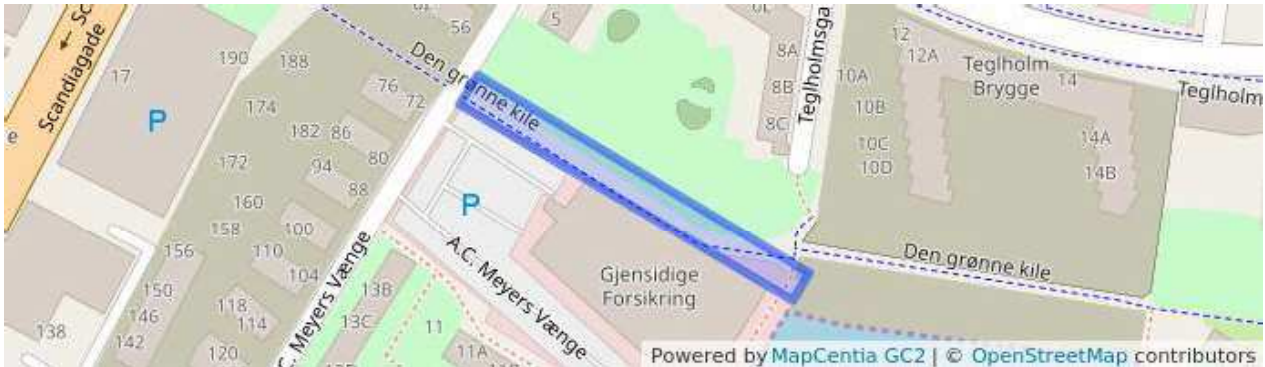 Scandiagade
17
P
190
188
174
182
172
160
158
156
150
146
142
138
56
5
76
72
86
80
94
88
100
110
104
118
114
120
Den grønne kile
A.C. Meyers Vænge
P
Gjensidige
Forsikring
C. Meyers Vænge
13B
13C
11
11A
8A
8B
8C
Teglholmsga
10A
10B
10C
10D
12
12A
Teglholm
Brygge
14
14A
14B
Teglholm
Den grønne kile
Powered by MapCentia GC2 | © OpenStreetMap contributors